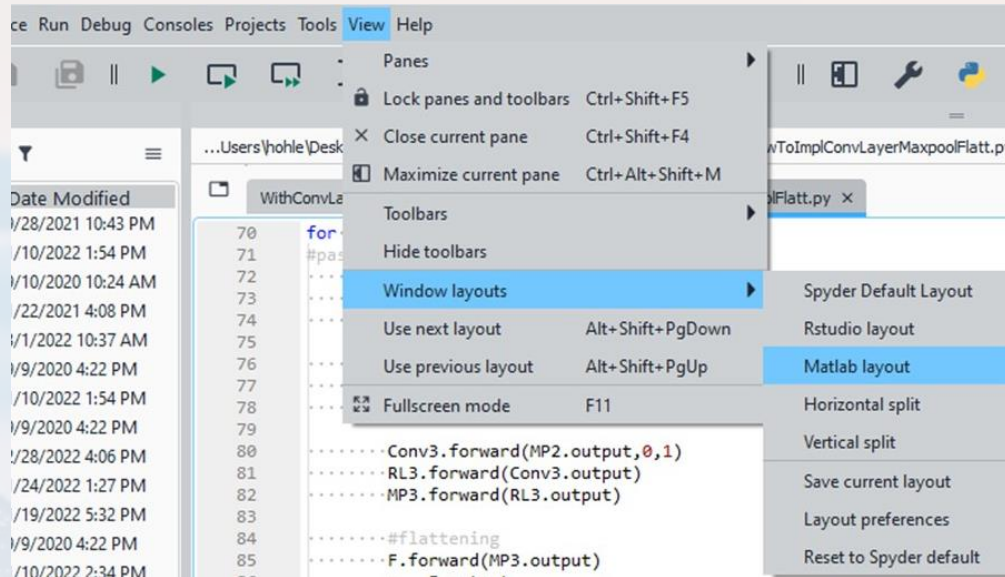 ce Run Debug Consoles Projects Tools View Help
Panes
Lock panes and toolbars Ctrl+Shift+F5
Close current pane Ctrl+Shift+F4
Maximize current pane Ctrl+Alt+Shift+M
Toolbars
Hide toolbars
Window layouts
Use next layout Alt+Shift+PgDown
Use previous layout Alt+Shift+PgUp
Fullscreen mode F11
Spyder Default Layout
Rstudio layout
Matlab layout
Horizontal split
Vertical split
Save current layout
Layout preferences
Reset to Spyder default
Date Modified
/28/2021 10:43 PM
/10/2022 1:54 PM
/10/2020 10:24 AM
/22/2021 4:08 PM
/1/2022 10:37 AM
/9/2020 4:22 PM
/10/2022 1:54 PM
/9/2020 4:22 PM
/28/2022 4:06 PM
/24/2022 1:27 PM
/19/2022 5:32 PM
/9/2020 4:22 PM
/10/2022 2:34 PM
...Users\hohle\Desk
wToImplConvLayerMaxpoolFlatt.p
WithConvLa
olFlatt.py
70 for
71 #pas
72
73
74
75
76
77
78
79
80 Conv3.forward(MP2.output,0,1)
81 RL3.forward(Conv3.output)
82 MP3.forward(RL3.output)
83
84 #flattening
85 F.forward(MP3.output)